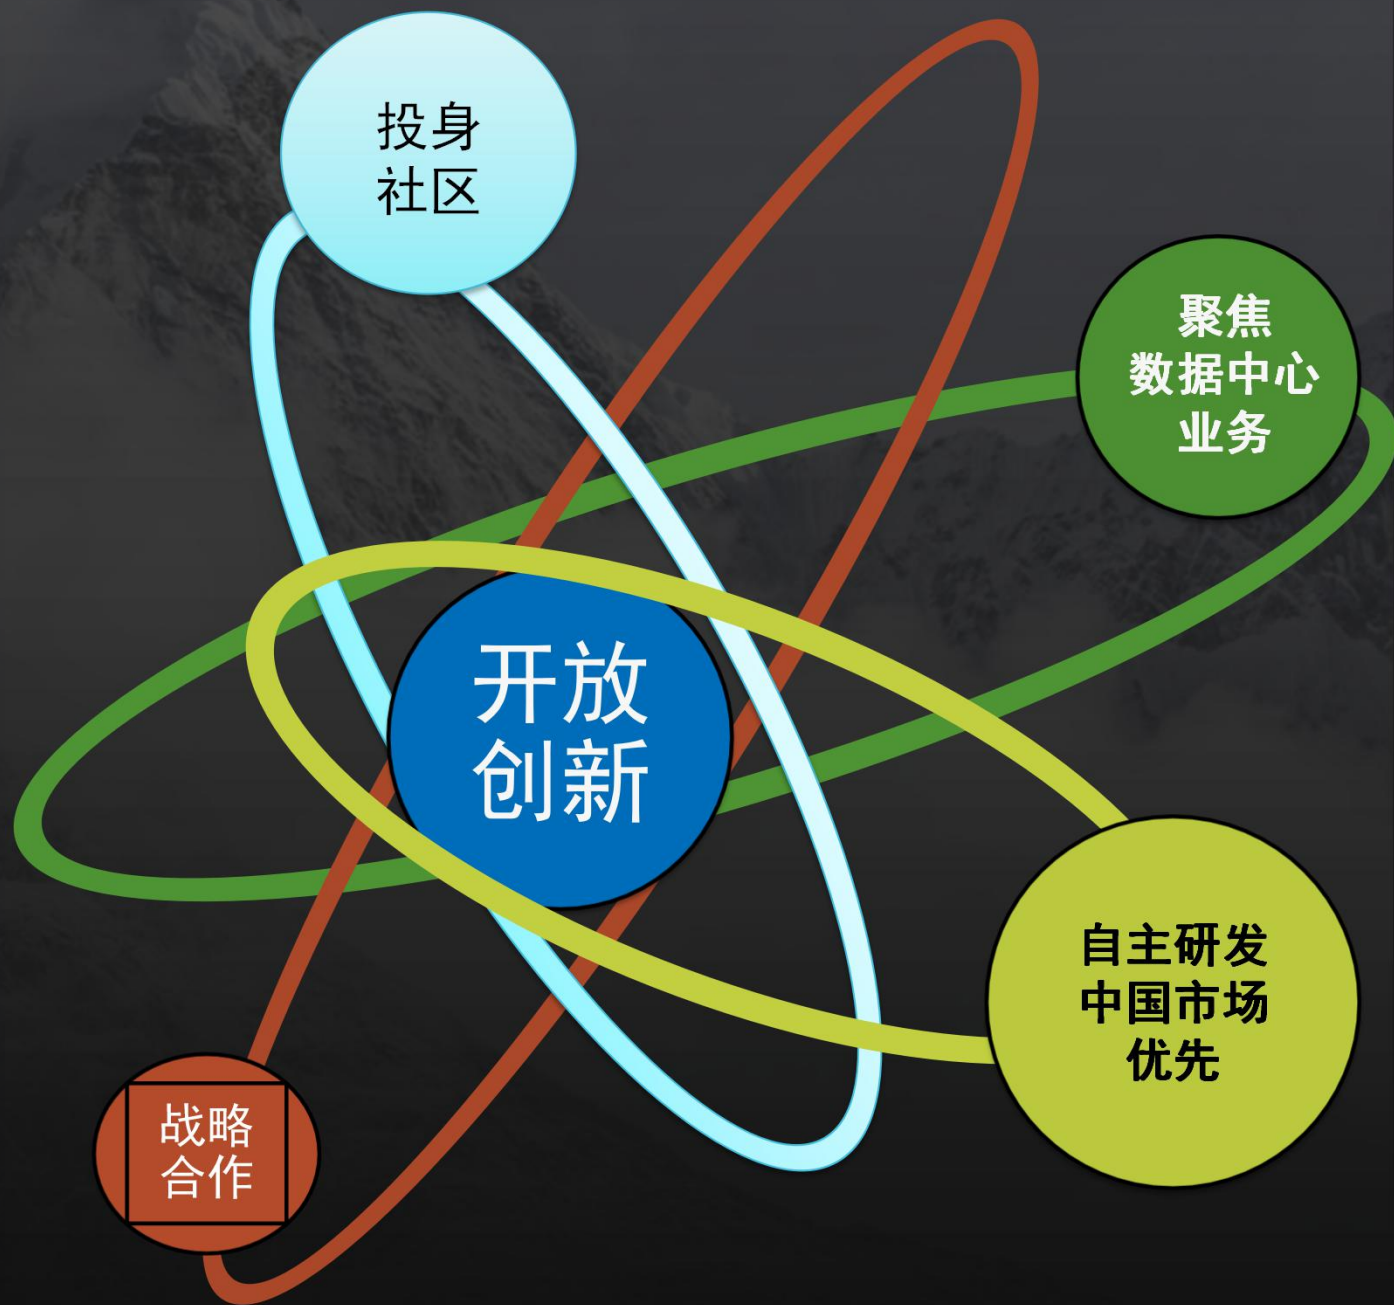 投身
社区
聚焦
数据中心
业务
开放
创新
自主研发
中国市场
优先
战略
合作